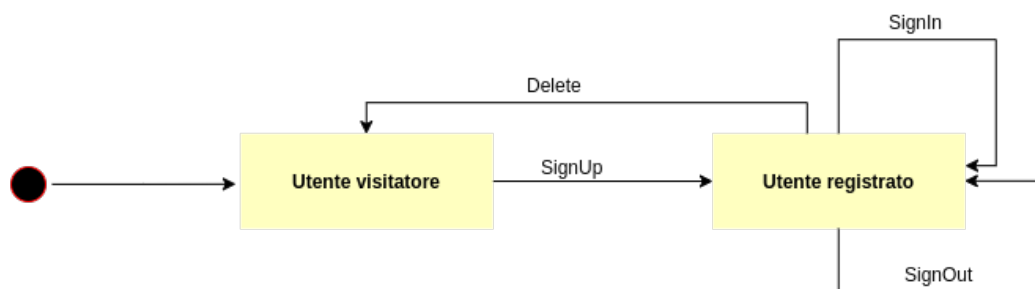 SignIn
Delete
Utente visitatore
SignUp
Utente registrato
SignOut